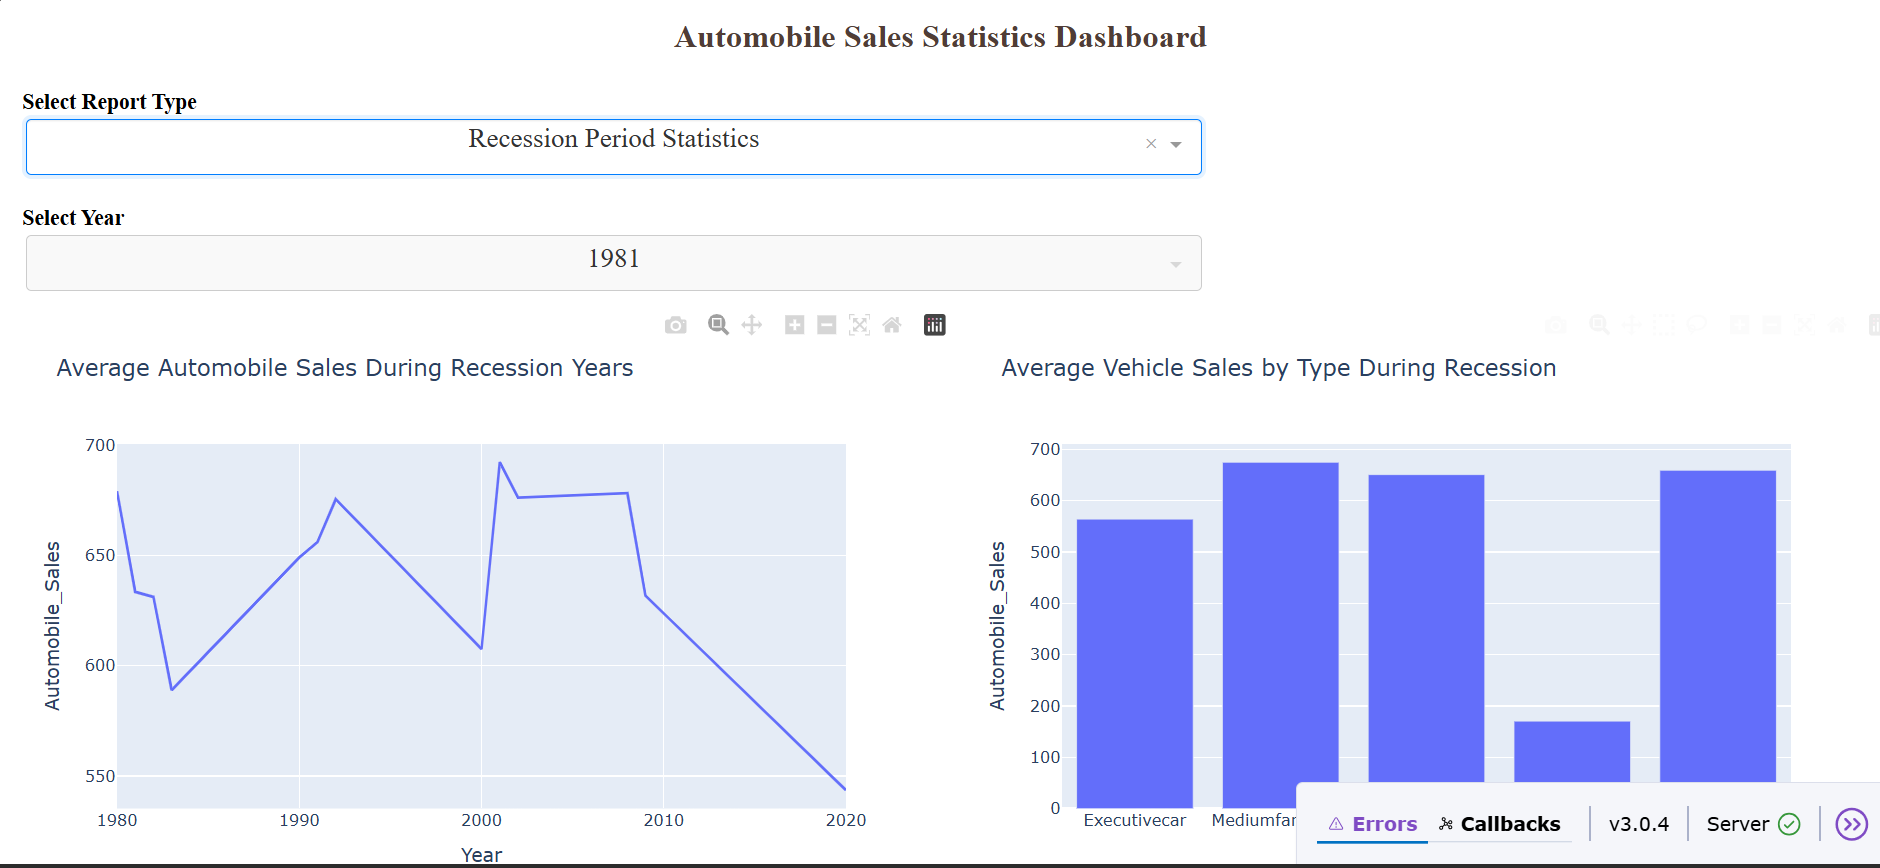 Automobile Sales Statistics Dashboard
Select Report Type
Recession Period Statistics
×
Select Year
1981
Average Automobile Sales During Recession Years
700
650
600
550
Automobile_Sales
1980 1990 2000 2010 2020
Year
Average Vehicle Sales by Type During Recession
700
600
500
400
300
200
100
0
Automobile_Sales
Executivecar Mediumfar
Errors Callbacks v3.0.4 Server